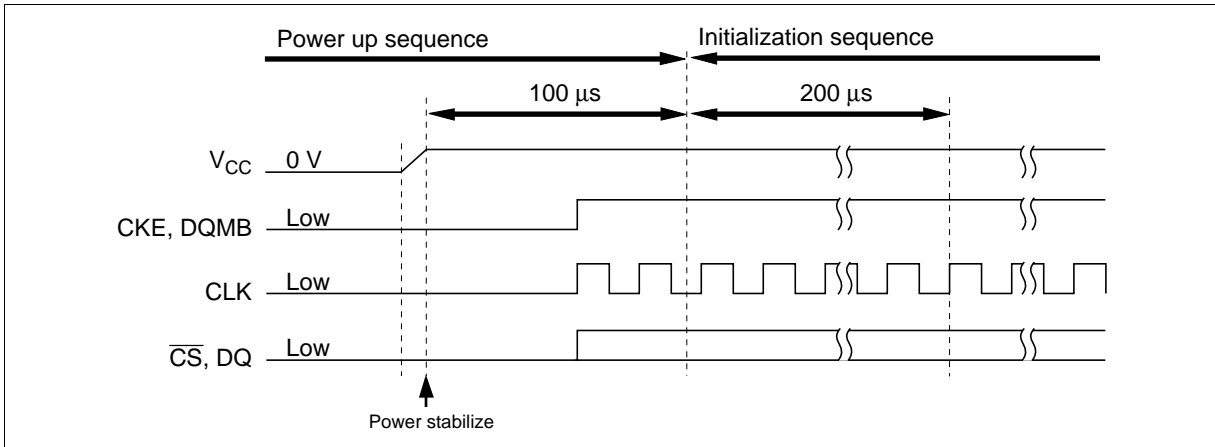 Power up sequence
Initialization sequence
100 μs
200 μs
VCC
0 V
CKE, DQMB
Low
CLK
Low
C̅S̅, DQ
Low
Power stabilize